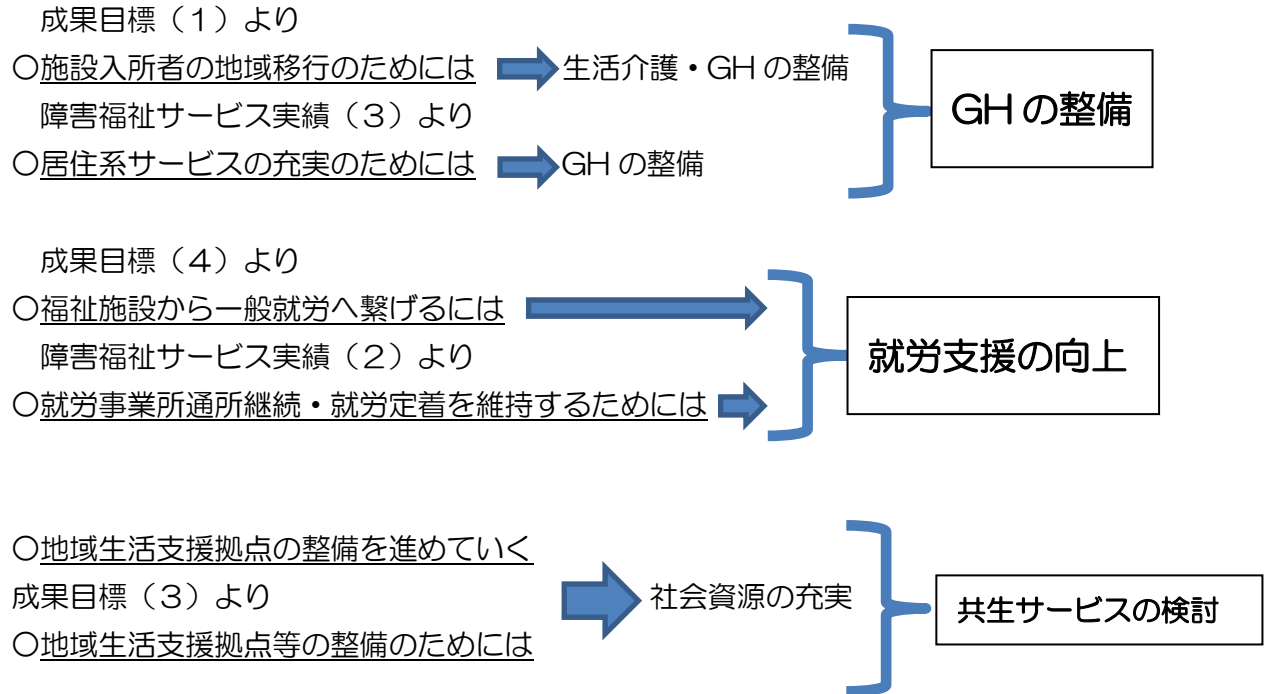 成果目標（１）より
○施設入所者の地域移行のためには
生活介護・GHの整備
障害福祉サービス実績（３）より
○居住系サービスの充実のためには
GHの整備
GHの整備
成果目標（４）より
○福祉施設から一般就労へ繋げるには
障害福祉サービス実績（２）より
○就労事業所通所継続・就労定着を維持するためには
就労支援の向上
○地域生活支援拠点の整備を進めていく
成果目標（３）より
○地域生活支援拠点等の整備のためには
社会資源の充実
共生サービスの検討